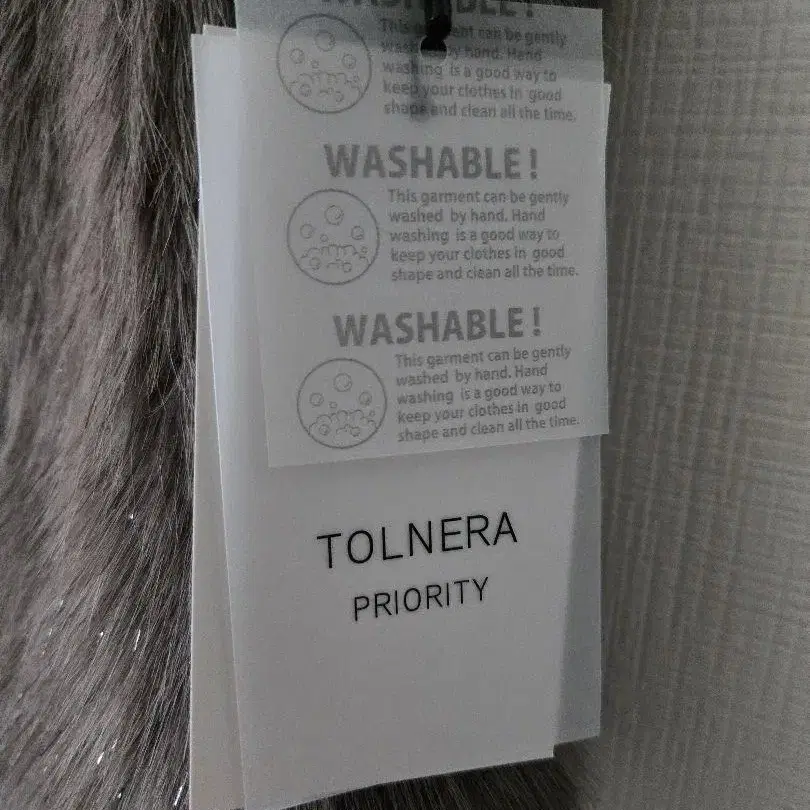 WASHABLE!
This garment can be gently
washed by hand. Hand
washing is a good way to
keep your clothes in good
shape and clean all the time.
WASHABLE!
This garment can be gently
washed by hand. Hand
washing is a good way to
keep your clothes in good
shape and clean all the time.
WASHABLE!
This garment can be gently
washed by hand. Hand
washing is a good way to
keep your clothes in good
shape and clean all the time.
TOLNERA
PRIORITY